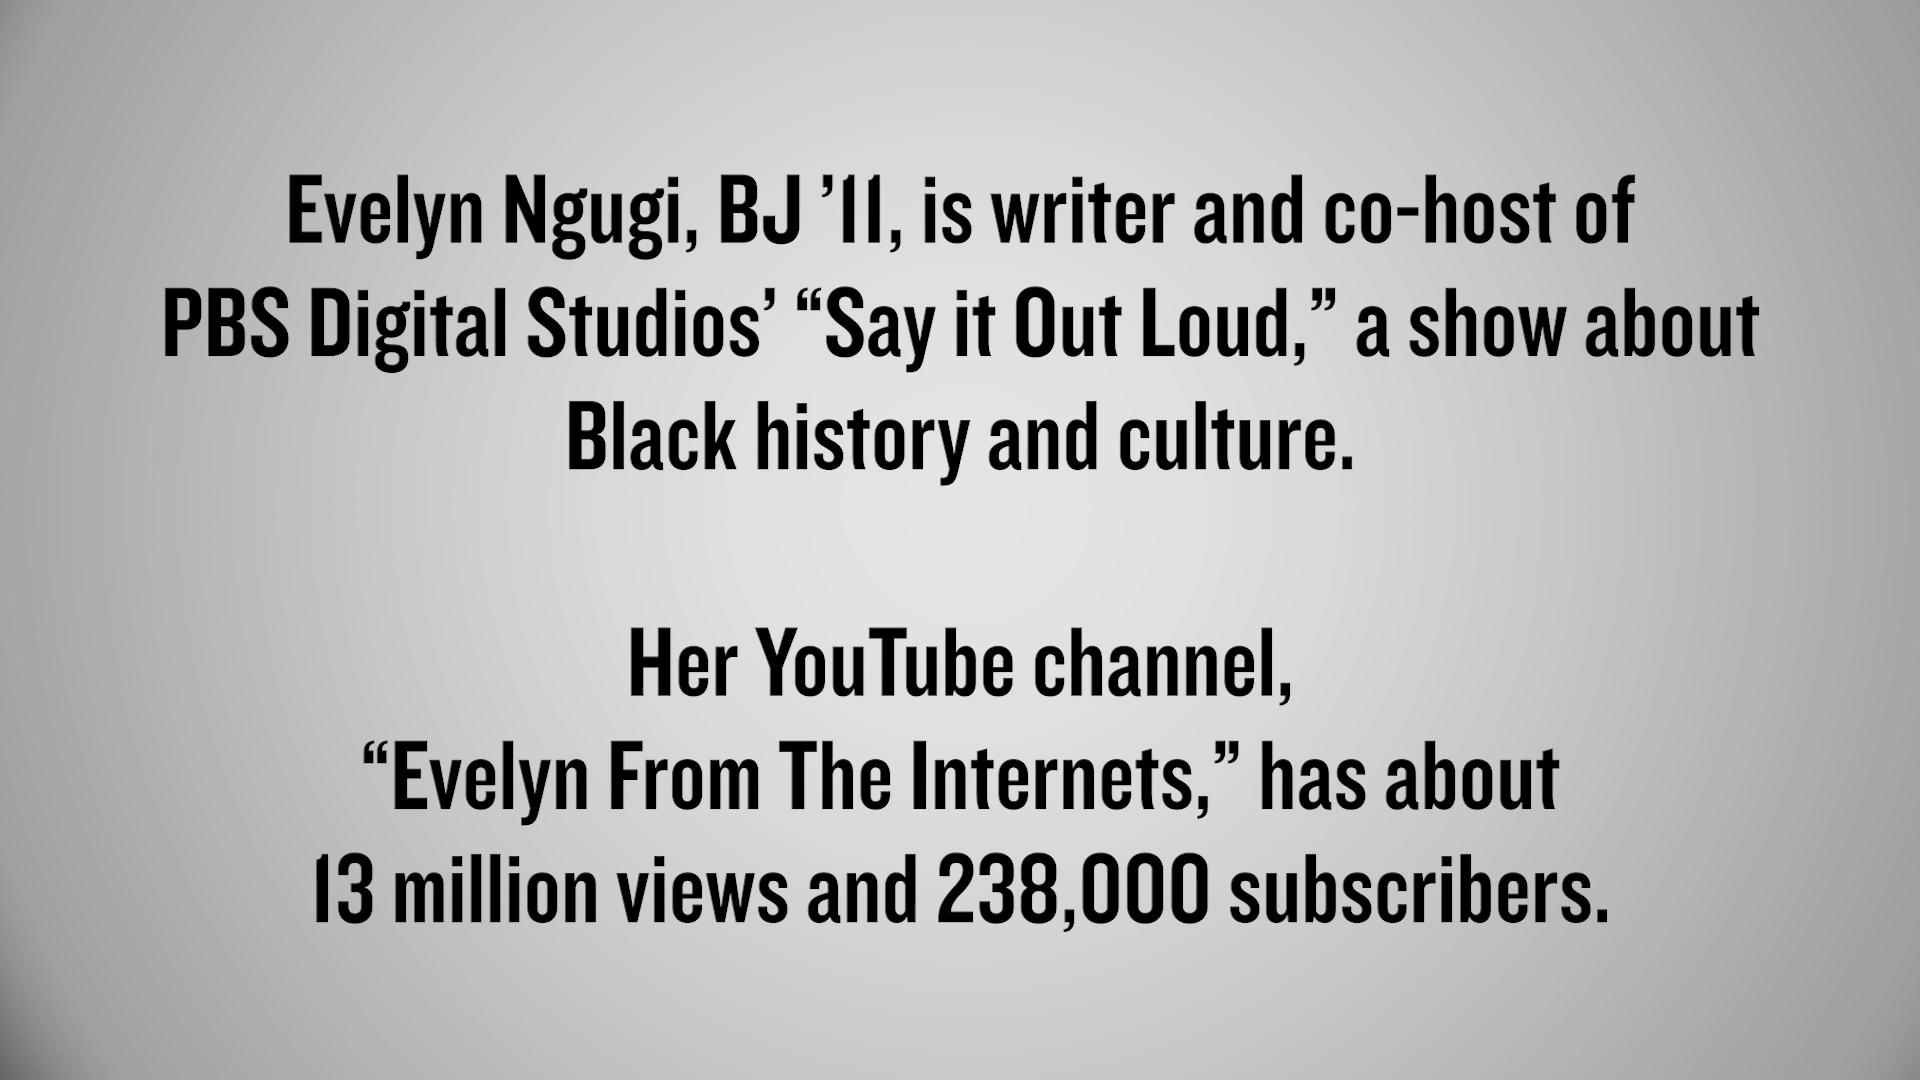 Evelyn Ngugi, BJ ’11, is writer and co-host of
PBS Digital Studios’ “Say it Out Loud,” a show about
Black history and culture.
Her YouTube channel,
“Evelyn From The Internets,” has about
13 million views and 238,000 subscribers.